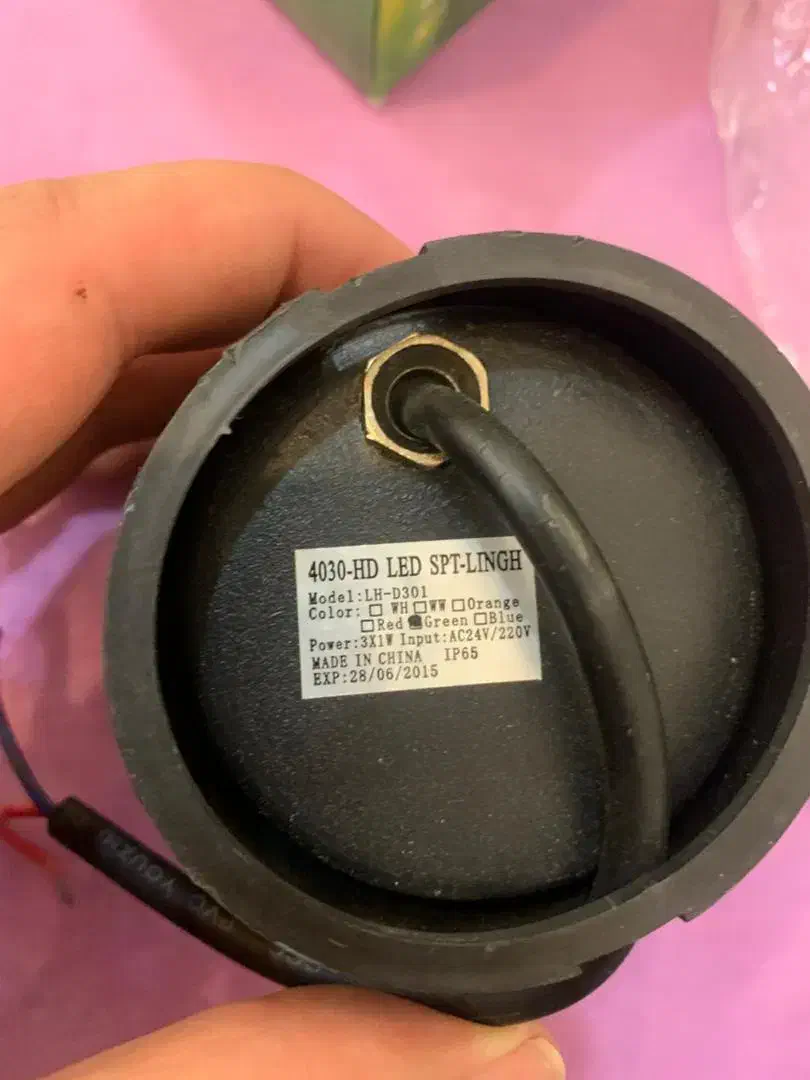 4030-HD LED SPT-LINGH
Model:LH-D301
Color: □ WH □WW □Orange
□Red ■Green □Blue
Power:3X1W Input:AC24V/220V
MADE IN CHINA IP65
EXP:28/06/2015
PVC